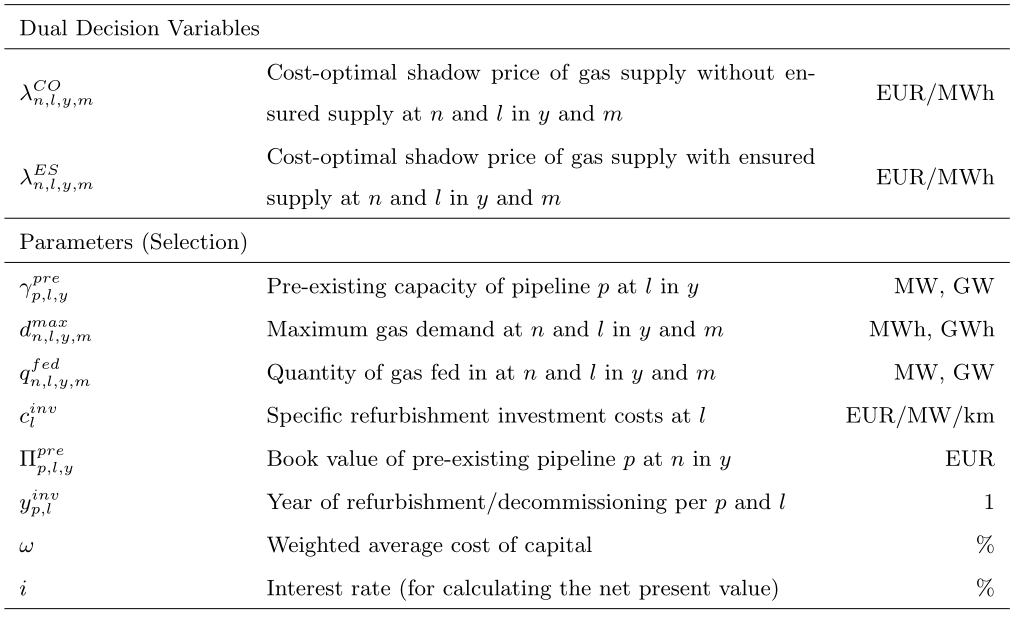 Dual Decision Variables
λ^{CO}_{n,l,y,m} Cost-optimal shadow price of gas supply without en-
sured supply at n and l in y and m EUR/MWh
λ^{ES}_{n,l,y,m} Cost-optimal shadow price of gas supply with ensured
supply at n and l in y and m EUR/MWh
Parameters (Selection)
γ^{pre}_{p,l,y} Pre-existing capacity of pipeline p at l in y MW, GW
d^{max}_{n,l,y,m} Maximum gas demand at n and l in y and m MWh, GWh
q^{fed}_{n,l,y,m} Quantity of gas fed in at n and l in y and m MW, GW
c^{inv}_{l} Specific refurbishment investment costs at l EUR/MW/km
Π^{pre}_{p,l,y} Book value of pre-existing pipeline p at n in y EUR
y^{inv}_{p,l} Year of refurbishment/decommissioning per p and l 1
ω Weighted average cost of capital %
i Interest rate (for calculating the net present value) %